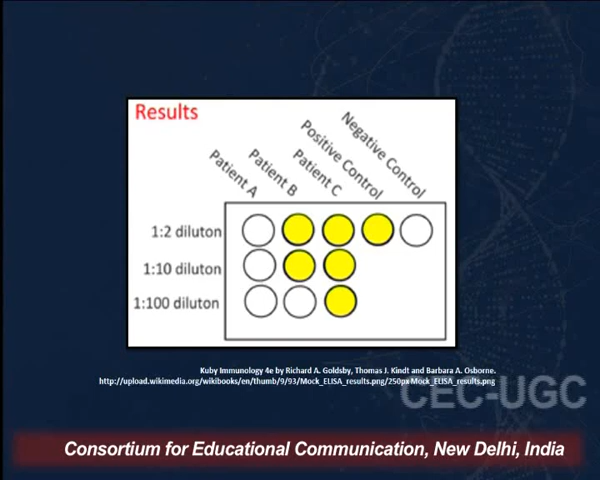 Results
Patient A
Patient B
Patient C
Positive Control
Negative Control
1:2 diluton
1:10 diluton
1:100 diluton
Kuby Immunology 4e by Richard A. Goldsby, Thomas J. Kindt and Barbara A. Osborne.
http://upload.wikimedia.org/wikibooks/en/thumb/9/93/Mock_ELISA_results.png/250px-Mock_ELISA_results.png
CEC-UGC
Consortium for Educational Communication, New Delhi, India